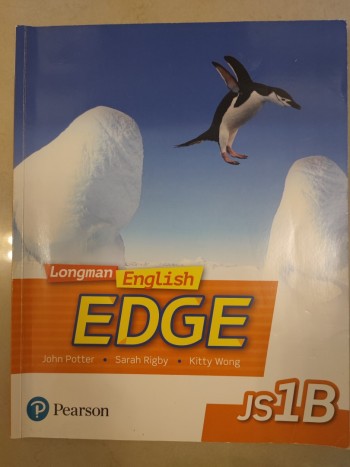 Longman English
EDGE
John Potter • Sarah Rigby • Kitty Wong
Pearson
JS1B